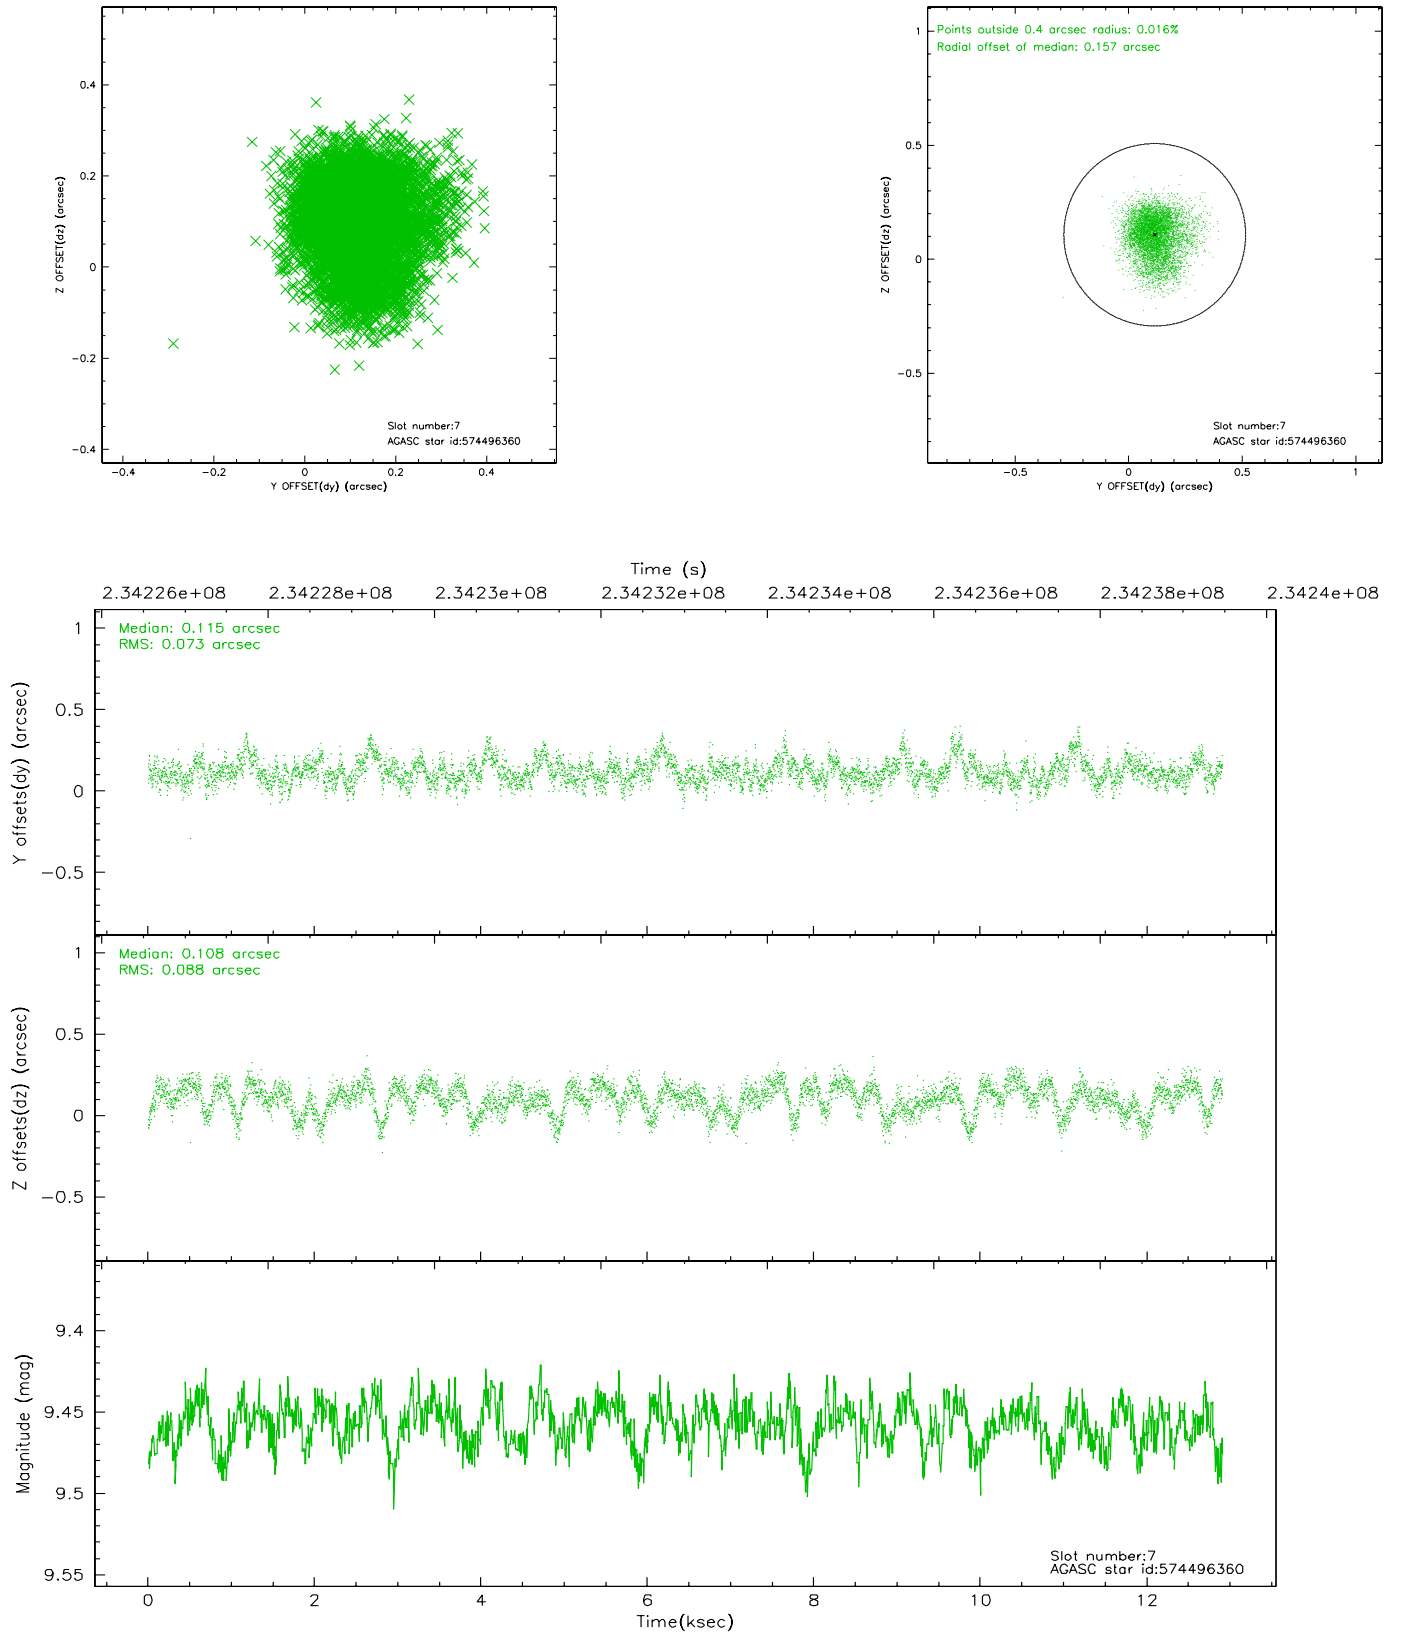 0.4
0.2
0
−0.2
−0.4
Z OFFSET(dz) (arcsec)
Slot number:7
AGASC star id:574496360
−0.4 −0.2 0 0.2 0.4
Y OFFSET(dy) (arcsec)
Points outside 0.4 arcsec radius: 0.016%
Radial offset of median: 0.157 arcsec
1
0.5
0
−0.5
Z OFFSET(dz) (arcsec)
Slot number:7
AGASC star id:574496360
−0.5 0 0.5 1
Y OFFSET(dy) (arcsec)
Time (s)
2.34226e+08 2.34228e+08 2.3423e+08 2.34232e+08 2.34234e+08 2.34236e+08 2.34238e+08 2.3424e+08
Median: 0.115 arcsec
RMS: 0.073 arcsec
1
0.5
0
−0.5
Y offsets(dy) (arcsec)
Median: 0.108 arcsec
RMS: 0.088 arcsec
1
0.5
0
−0.5
Z offsets(dz) (arcsec)
9.4
9.45
9.5
9.55
Magnitude (mag)
Slot number:7
AGASC star id:574496360
0 2 4 6 8 10 12
Time(ksec)